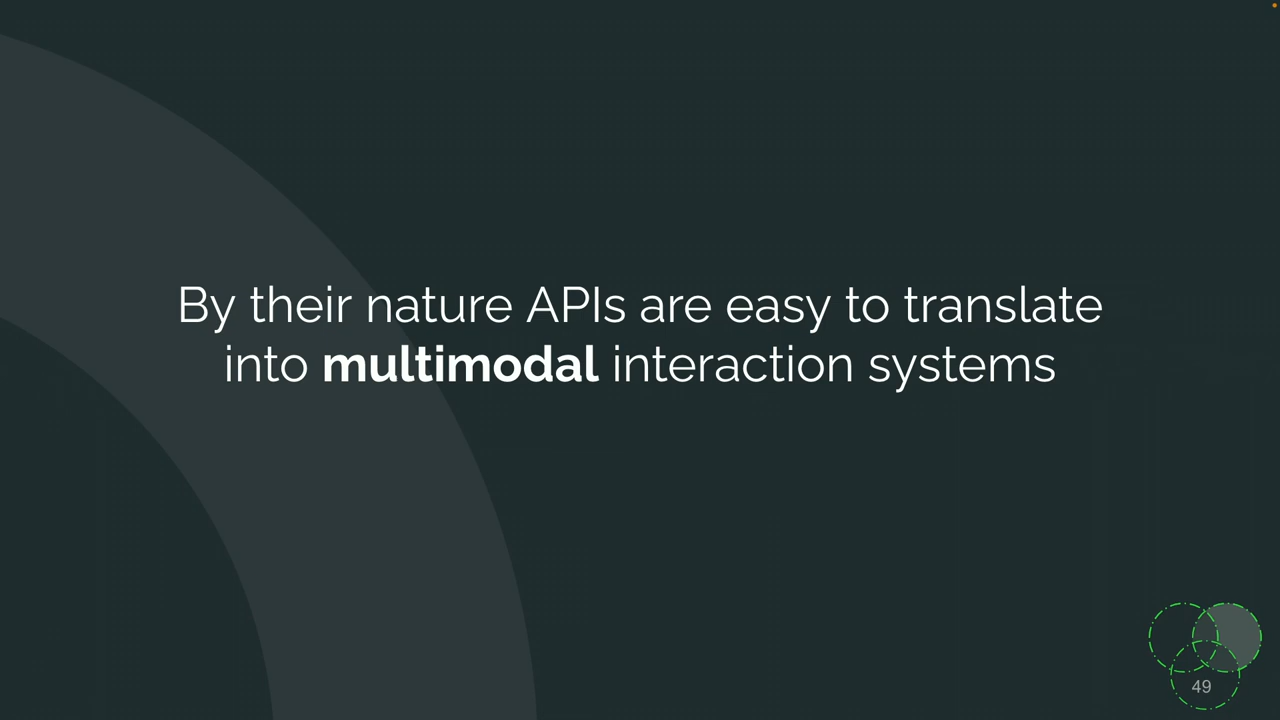 By their nature APIs are easy to translate
into multimodal interaction systems
49